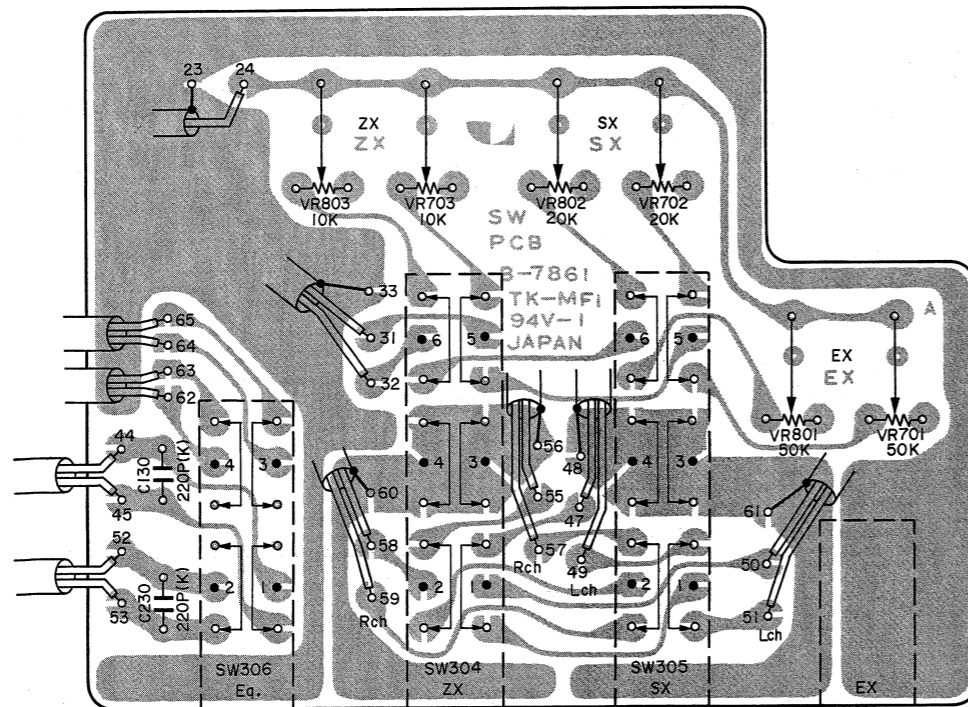 23 24
ZX
ZX
SX
SX
VR803
10K
VR703
10K
VR802
20K
VR702
20K
SW
PCB
B-7861
TK-MFi
94V-1
JAPAN
A
33
31
32
6 5
6 5
EX
EX
VR801
50K
VR701
50K
65
64
63
62
44
45
C130
220P(K)
52
53
C230
220P(K)
4 3
2 1
4 3
2 1
4 3
2 1
60
58
59
Rch
56
55
57
Rch
48
47
49
Lch
61
50
51
Lch
SW306
Eq.
SW304
ZX
SW305
SX
EX